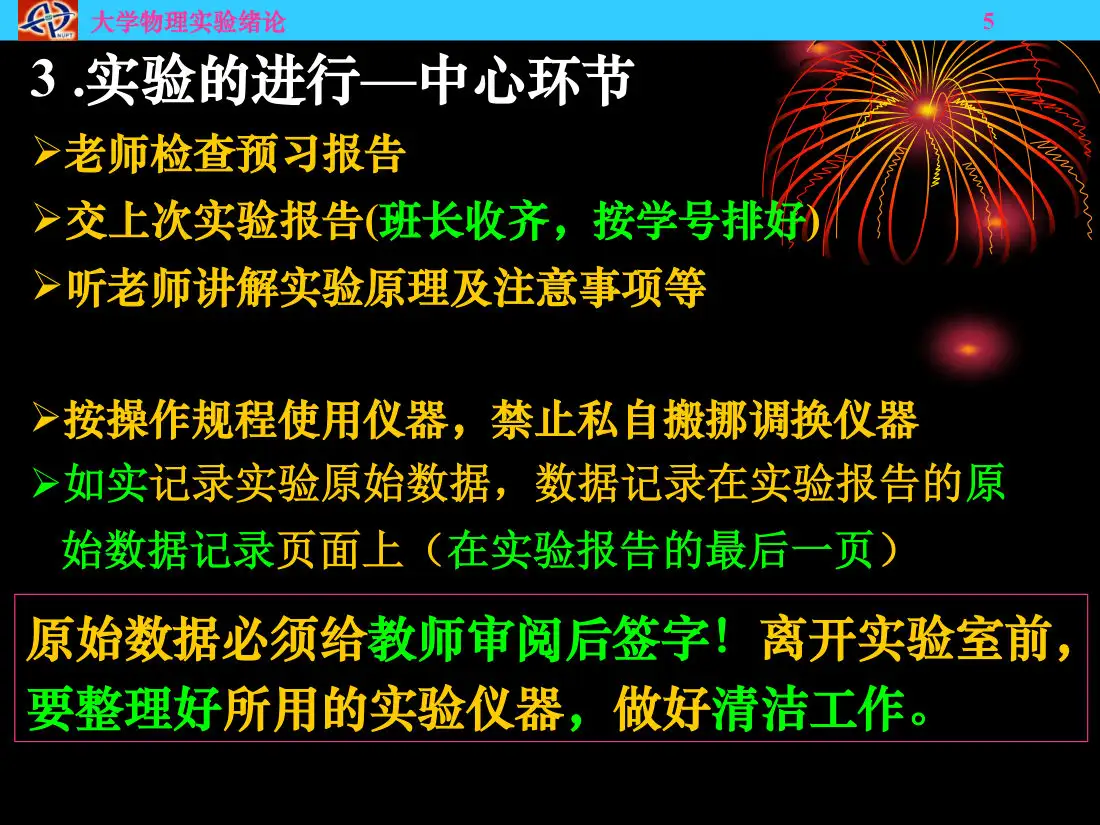 NUPT
大学物理实验绪论
5
3 .实验的进行—中心环节
➢老师检查预习报告
➢交上次实验报告(班长收齐，按学号排好)
➢听老师讲解实验原理及注意事项等
➢按操作规程使用仪器，禁止私自搬挪调换仪器
➢如实记录实验原始数据，数据记录在实验报告的原
始数据记录页面上（在实验报告的最后一页）
原始数据必须给教师审阅后签字！离开实验室前，
要整理好所用的实验仪器，做好清洁工作。